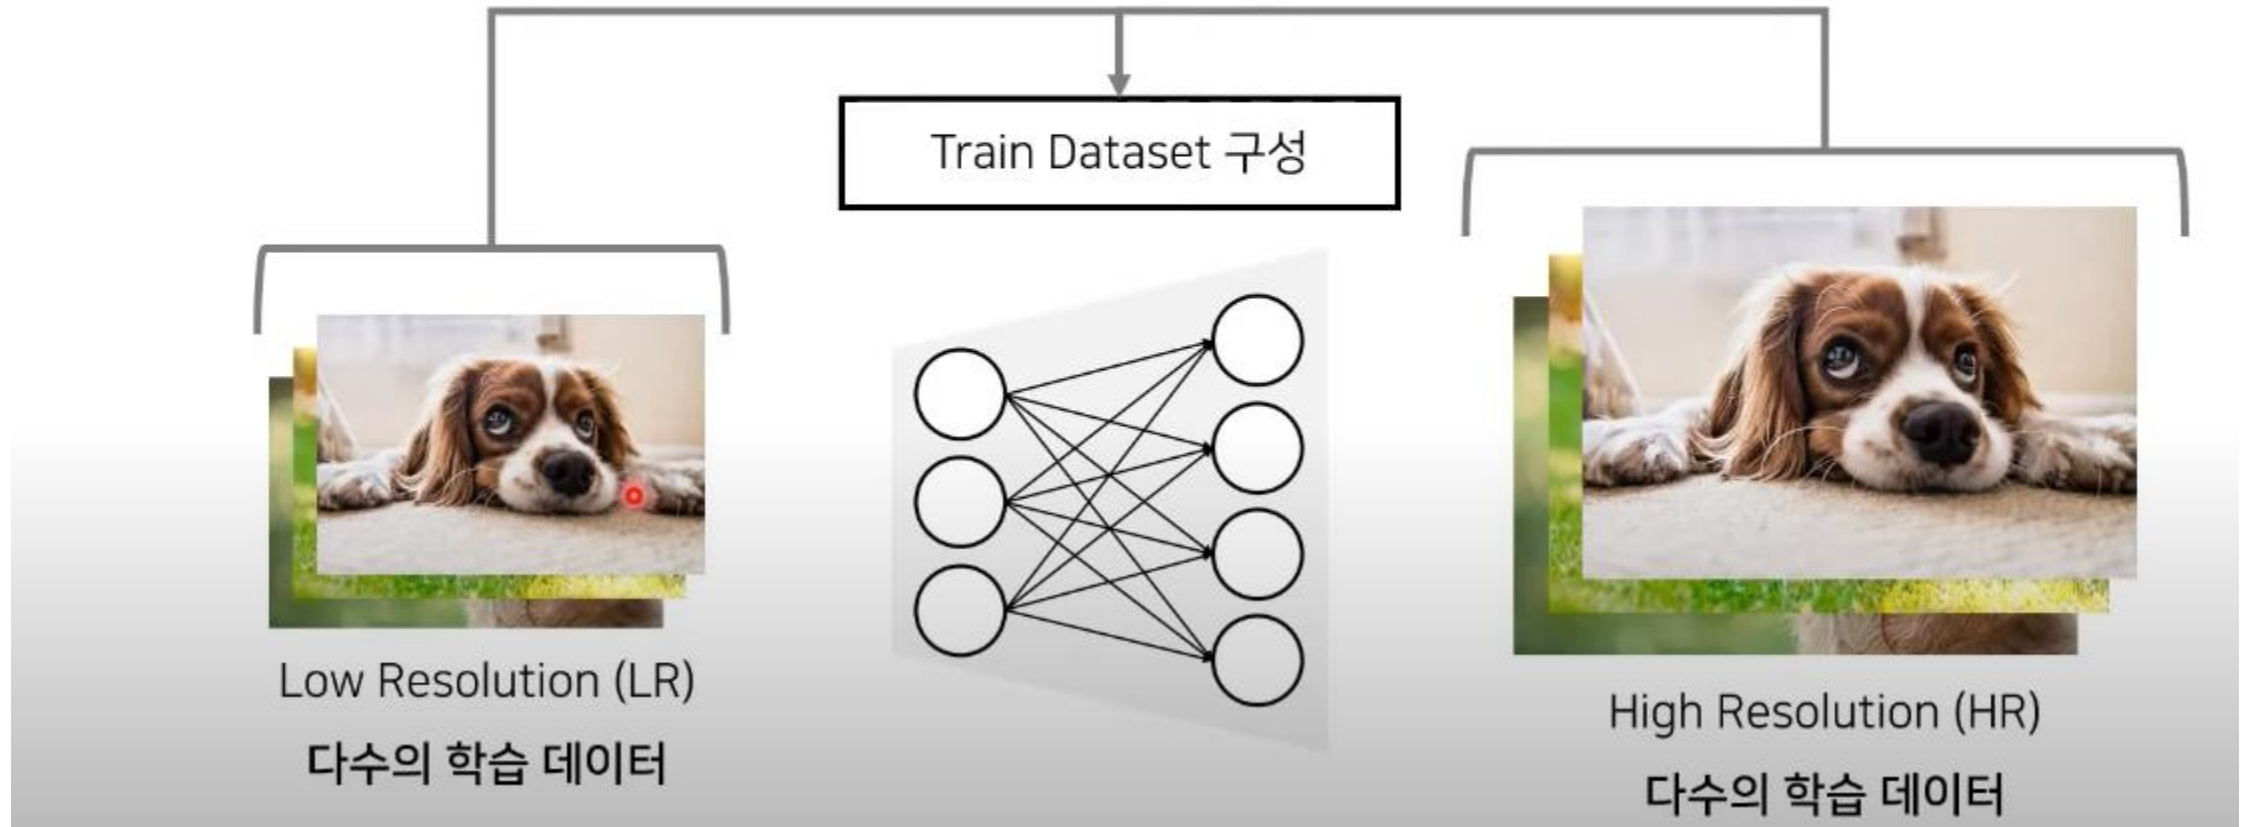 Train Dataset 구성
Low Resolution (LR)
다수의 학습 데이터
High Resolution (HR)
다수의 학습 데이터